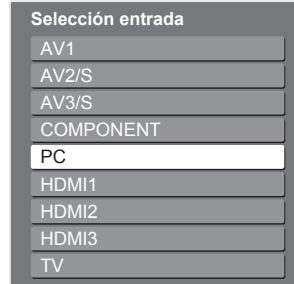 Selección entrada
AV1
AV2/S
AV3/S
COMPONENT
PC
HDMI1
HDMI2
HDMI3
TV